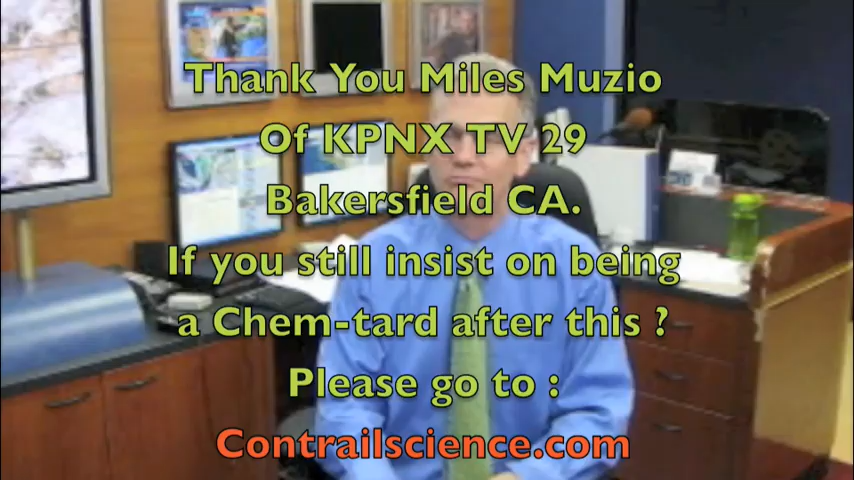 Thank You Miles Muzio
Of KPNX TV 29
Bakersfield CA.
If you still insist on being
a Chem-tard after this ?
Please go to :
Contrailscience.com